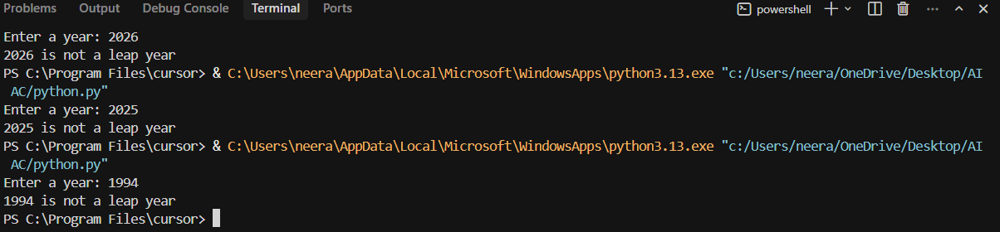 Problems Output Debug Console Terminal Ports powershell
Enter a year: 2026
2026 is not a leap year
PS C:\Program Files\cursor> & C:\Users\neera\AppData\Local\Microsoft\WindowsApps\python3.13.exe "c:/Users/neera/OneDrive/Desktop/AI
AC/python.py"
Enter a year: 2025
2025 is not a leap year
PS C:\Program Files\cursor> & C:\Users\neera\AppData\Local\Microsoft\WindowsApps\python3.13.exe "c:/Users/neera/OneDrive/Desktop/AI
AC/python.py"
Enter a year: 1994
1994 is not a leap year
PS C:\Program Files\cursor>